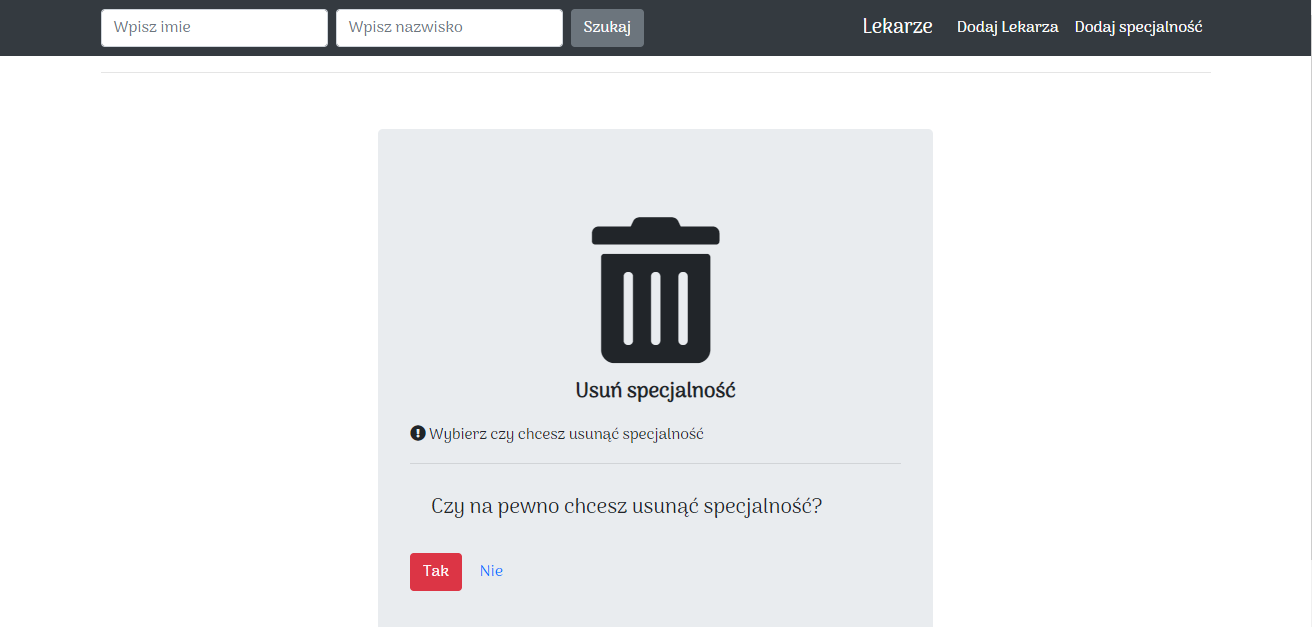 Wpisz imie Wpisz nazwisko Szukaj Lekarze Dodaj Lekarza Dodaj specjalność
Usuń specjalność
Wybierz czy chcesz usunąć specjalność
Czy na pewno chcesz usunąć specjalność?
Tak Nie